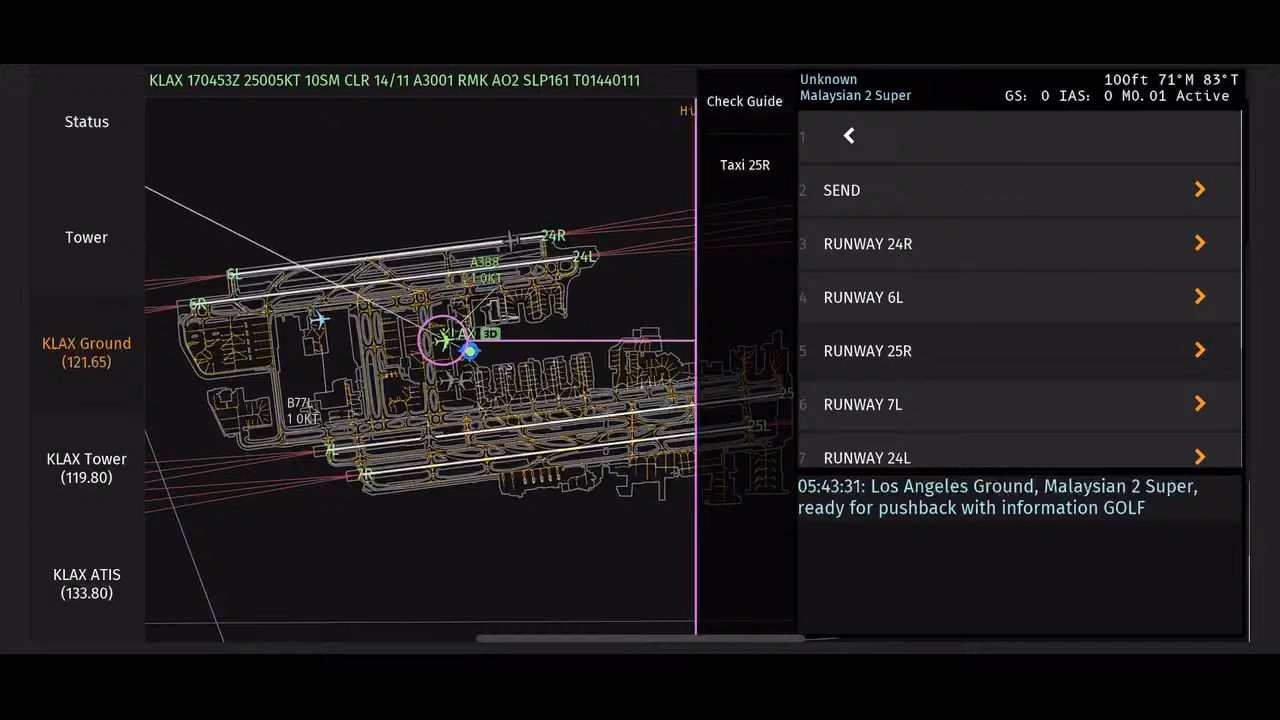 KLAX 170453Z 25005KT 10SM CLR 14/11 A3001 RMK AO2 SLP161 T01440111
Status
Tower
KLAX Ground
(121.65)
KLAX Tower
(119.80)
KLAX ATIS
(133.80)
Hi
24R
24L
A388
1 0KT
6L
6R
3D
B77L
1 0KT
7L
7R
25
25L
Check Guide
Taxi 25R
Unknown
Malaysian 2 Super
100ft 71°M 83°T
GS: 0 IAS: 0 M0.01 Active
1
2 SEND
3 RUNWAY 24R
4 RUNWAY 6L
5 RUNWAY 25R
6 RUNWAY 7L
7 RUNWAY 24L
05:43:31: Los Angeles Ground, Malaysian 2 Super,
ready for pushback with information GOLF